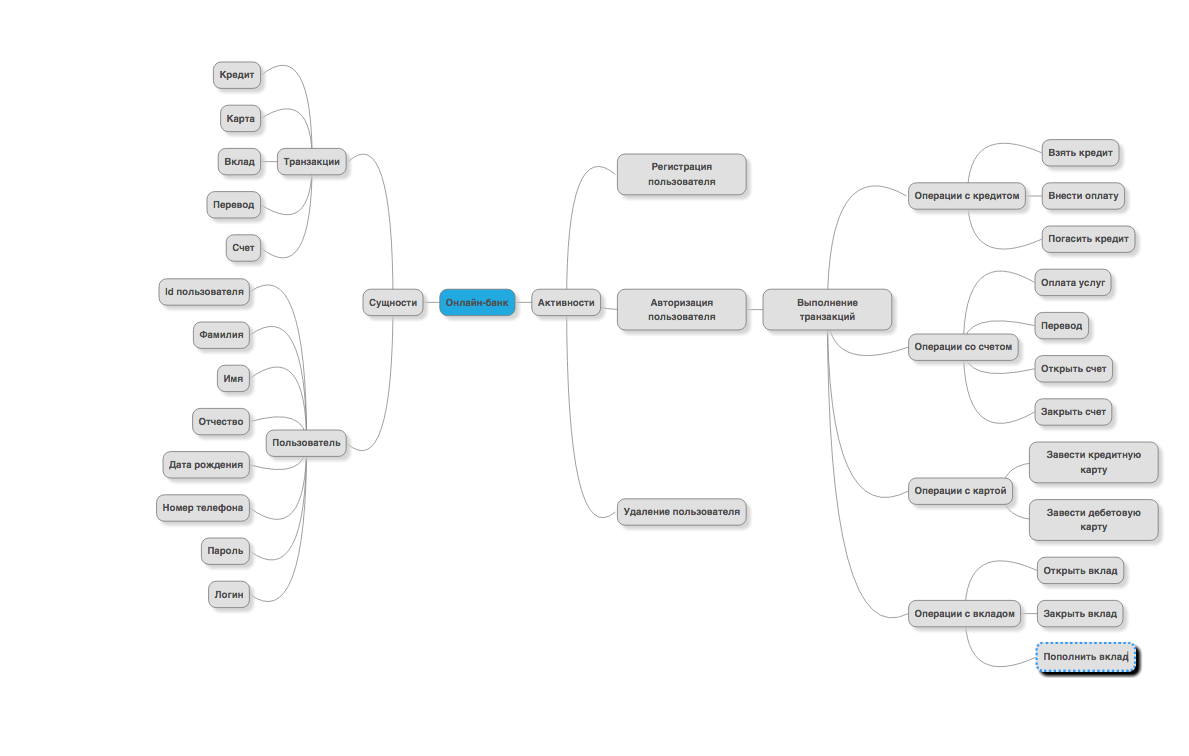 Кредит
Карта
Транзакции
Вклад
Перевод
Счет
Id пользователя
Фамилия
Имя
Отчество
Пользователь
Дата рождения
Номер телефона
Пароль
Логин
Сущности
Онлайн-банк
Активности
Регистрация
пользователя
Авторизация
пользователя
Удаление пользователя
Выполнение
транзакций
Операции с кредитом
Взять кредит
Внести оплату
Погасить кредит
Операции со счетом
Оплата услуг
Перевод
Открыть счет
Закрыть счет
Операции с картой
Завести кредитную
карту
Завести дебетовую
карту
Операции с вкладом
Открыть вклад
Закрыть вклад
Пополнить вклад